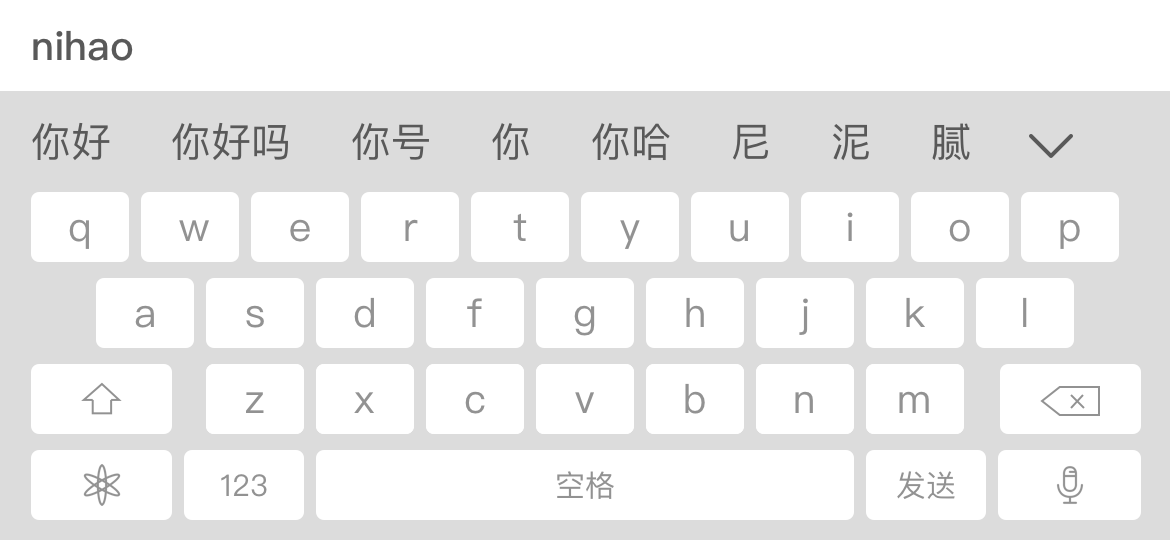 nihao
你好 你好吗 你号 你 你哈 尼 泥 腻
q w e r t y u i o p
a s d f g h j k l
z x c v b n m
123 空格 发送